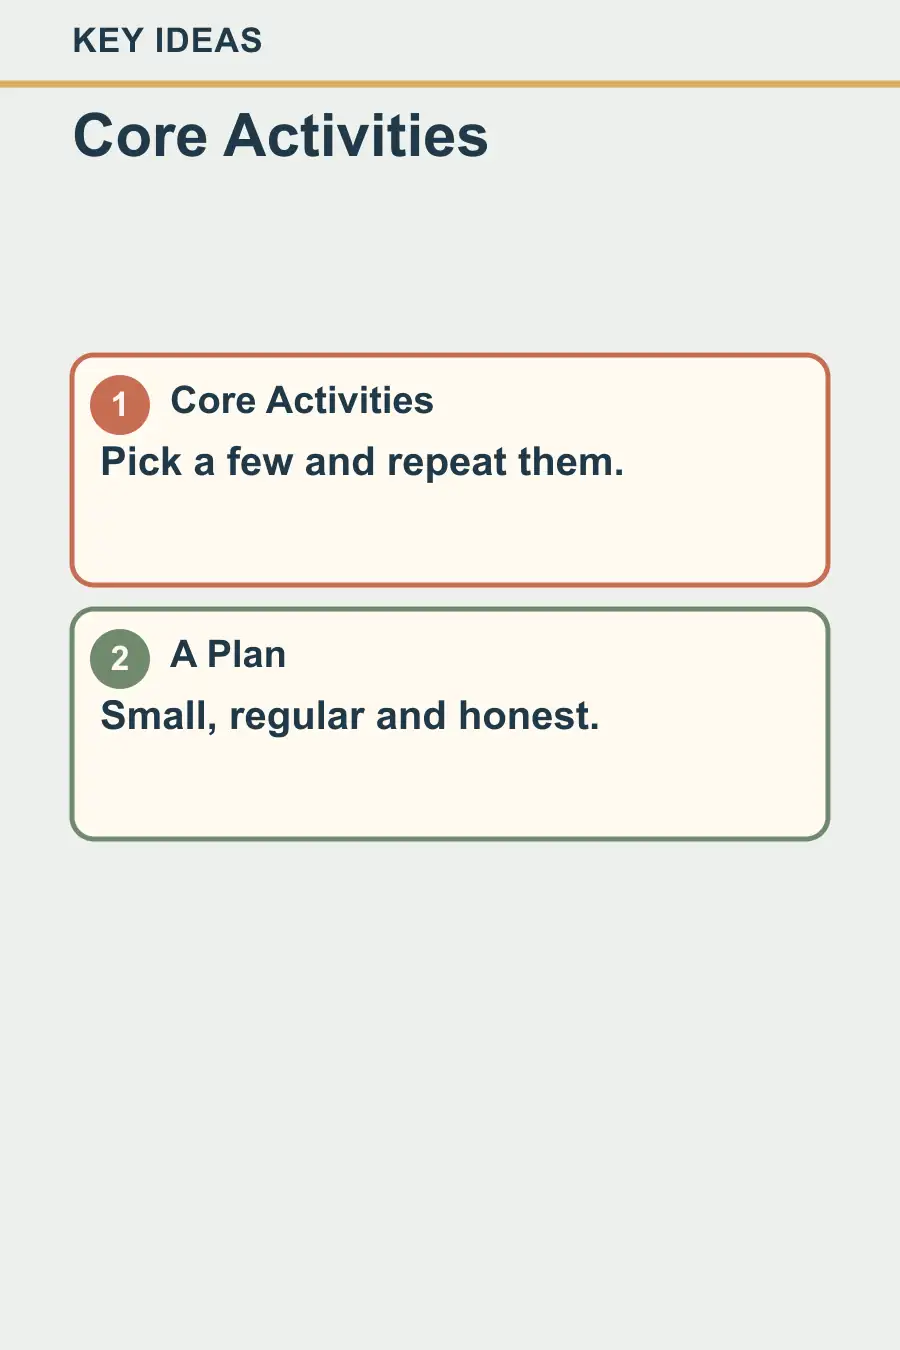 KEY IDEAS
Core Activities
1 Core Activities
Pick a few and repeat them.
2 A Plan
Small, regular and honest.